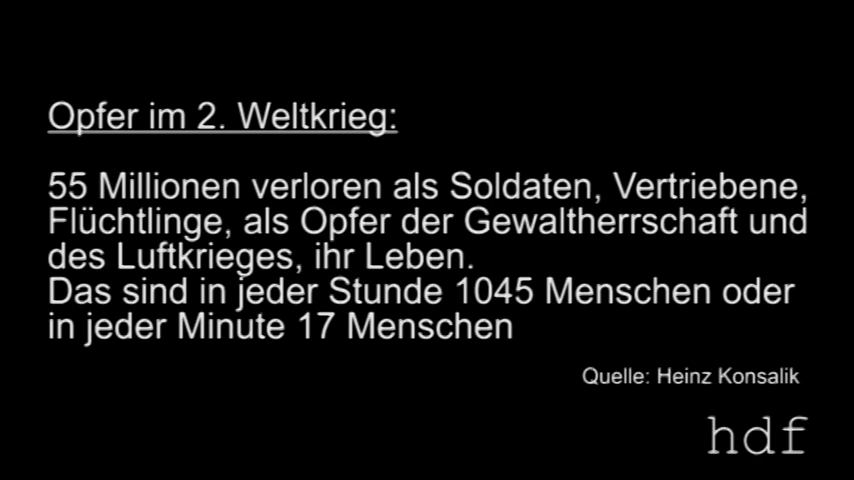 Opfer im 2. Weltkrieg:
55 Millionen verloren als Soldaten, Vertriebene,
Flüchtlinge, als Opfer der Gewaltherrschaft und
des Luftkrieges, ihr Leben.
Das sind in jeder Stunde 1045 Menschen oder
in jeder Minute 17 Menschen
Quelle: Heinz Konsalik
hdf